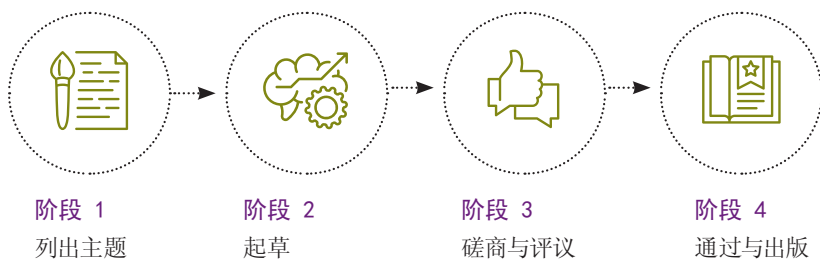 阶段 1
列出主题
阶段 2
起草
阶段 3
磋商与评议
阶段 4
通过与出版